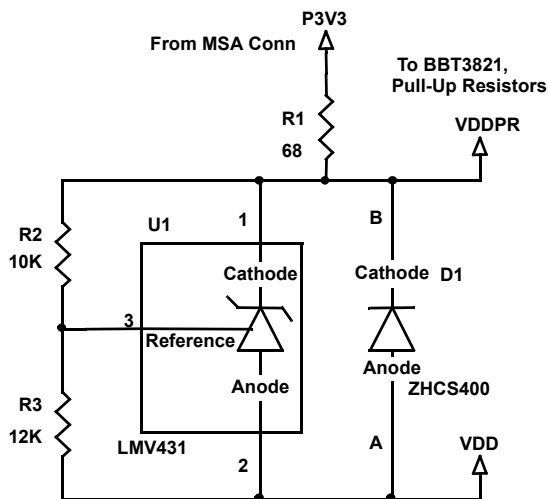 P3V3
From MSA Conn
To BBT3821,
Pull-Up Resistors
R1
68
VDDPR
U1
1
B
R2
10K
Cathode
Cathode D1
3
Reference
Anode
Anode
ZHCS400
R3
12K
LMV431
2
A
VDD